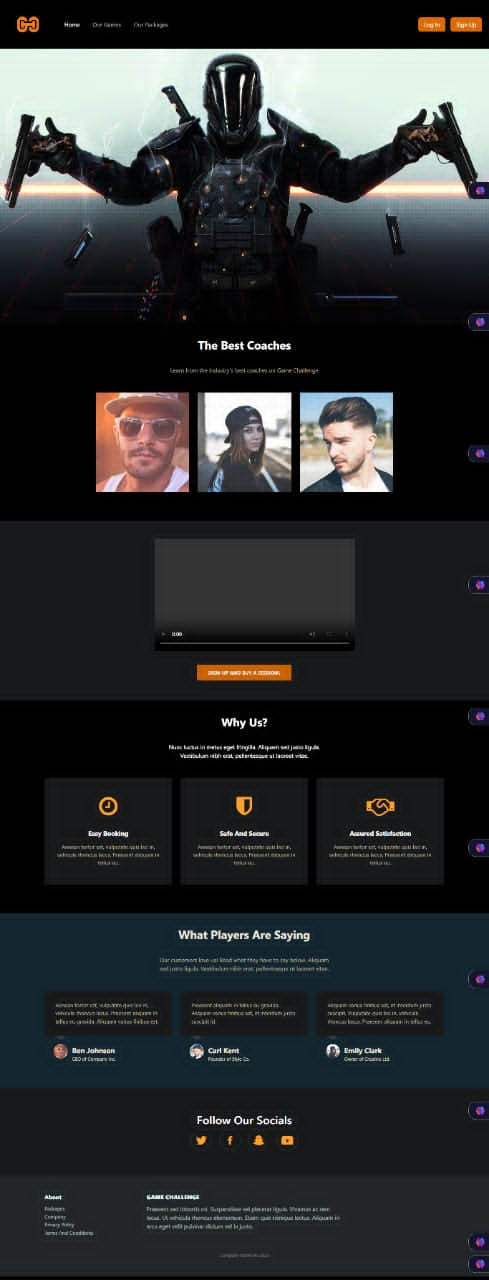 Home Our Games Our Packages Log In Sign Up
The Best Coaches
Learn from the industry's best coaches on Game Challenge
0:00
SIGN UP AND BUY A SESSION
Why Us?
Nunc luctus in metus eget fringilla. Aliquam sed justo ligula.
Vestibulum nibh erat, pellentesque ut laoreet vitae.
Easy Booking
Aenean tortor est, vulputate quis leo in,
vehicula rhoncus lacus. Praesent aliquam in
tellus eu.
Safe And Secure
Aenean tortor est, vulputate quis leo in,
vehicula rhoncus lacus. Praesent aliquam in
tellus eu.
Assured Satisfaction
Aenean tortor est, vulputate quis leo in,
vehicula rhoncus lacus. Praesent aliquam in
tellus eu.
What Players Are Saying
Our customers love us! Read what they have to say below. Aliquam
sed justo ligula. Vestibulum nibh erat, pellentesque ut laoreet vitae.
Aenean tortor est, vulputate quis leo in,
vehicula rhoncus lacus. Praesent aliquam in
tellus eu gravida. Aliquam varius finibus est.
Ben Johnson
CEO of Company Inc.
Praesent aliquam in tellus eu gravida.
Aliquam varius finibus est, et interdum justo
suscipit id.
Carl Kent
Founder of Style Co.
Aliquam varius finibus est, et interdum justo
suscipit. Vulputate quis leo in, vehicula
rhoncus lacus. Praesent aliquam in tellus eu.
Emily Clark
Owner of Creative Ltd.
Follow Our Socials
About
Packages
Company
Privacy Policy
Terms And Conditions
GAME CHALLENGE
Praesent sed lobortis mi. Suspendisse vel placerat ligula. Vivamus ac sem
lacus. Ut vehicula rhoncus elementum. Etiam quis tristique lectus. Aliquam in
arcu eget velit pulvinar dictum vel in justo.